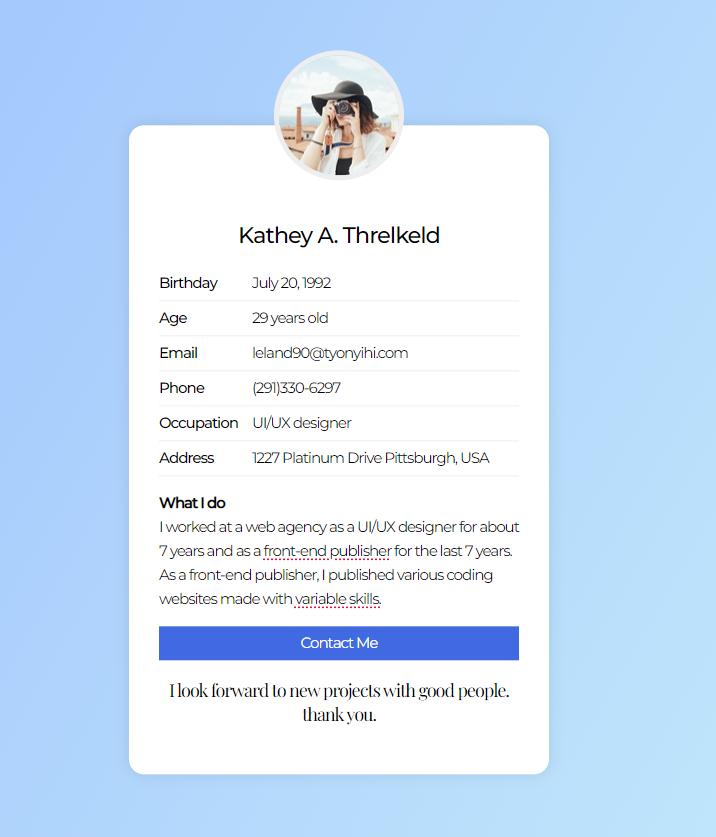 Kathey A. Threlkeld
Birthday July 20, 1992
Age 29 years old
Email leland90@tyonyihi.com
Phone (291)330-6297
Occupation UI/UX designer
Address 1227 Platinum Drive Pittsburgh, USA
What I do
I worked at a web agency as a UI/UX designer for about
7 years and as a front-end publisher for the last 7 years.
As a front-end publisher, I published various coding
websites made with variable skills.
Contact Me
I look forward to new projects with good people.
thank you.